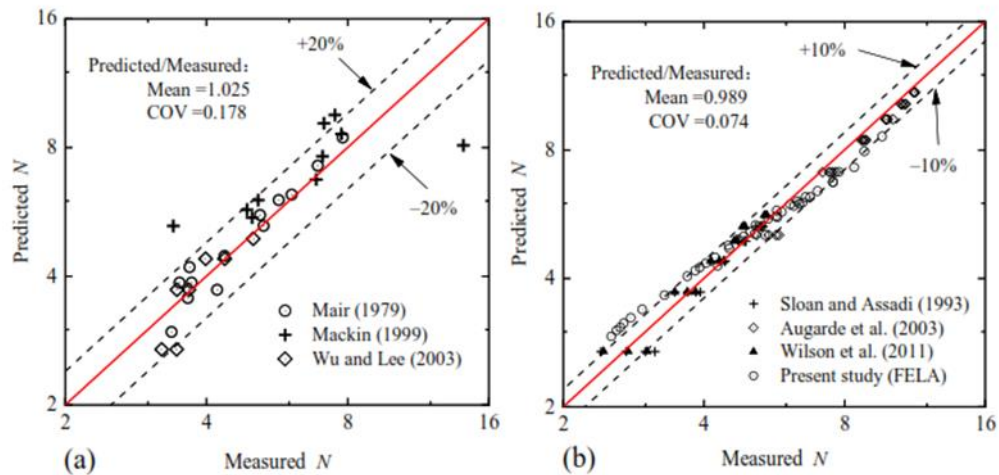 16
+20%
Predicted/Measured:
Mean =1.025
COV =0.178
8
Predicted N
−20%
4
Mair (1979)
Mackin (1999)
Wu and Lee (2003)
2
2 4 8 16
(a) Measured N
16
+10%
Predicted/Measured:
Mean =0.989
COV =0.074
−10%
8
Predicted N
4
Sloan and Assadi (1993)
Augarde et al. (2003)
Wilson et al. (2011)
Present study (FELA)
2
2 4 8 16
(b) Measured N